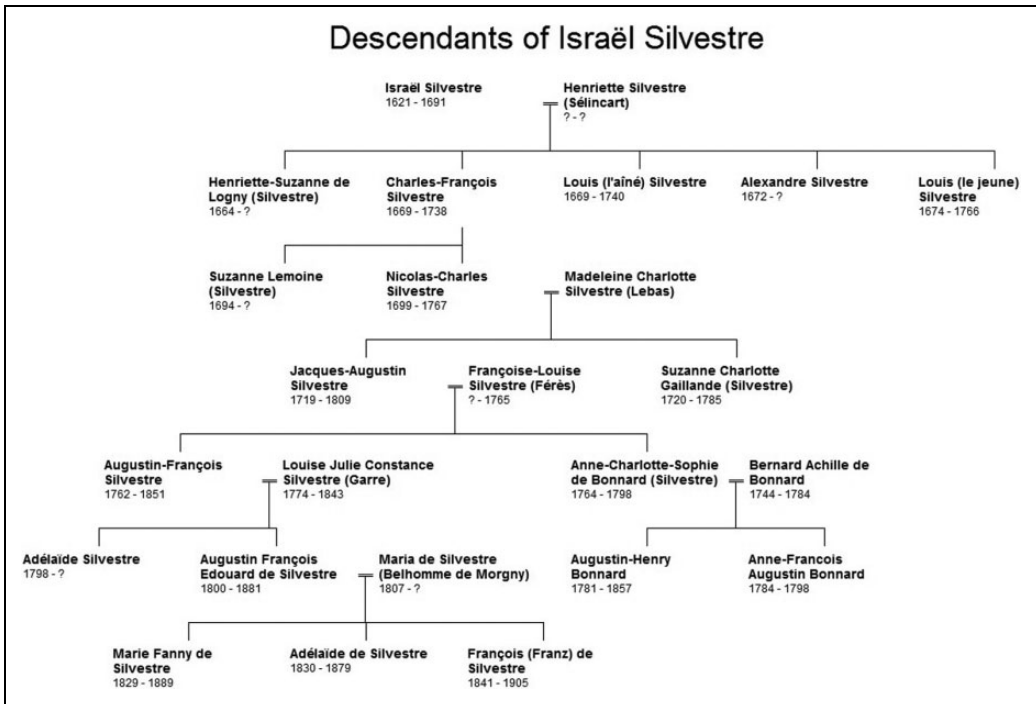 Descendants of Israël Silvestre
Israël Silvestre
1621 - 1691
Henriette Silvestre
(Sélincart)
? - ?
Henriette-Suzanne de
Logny (Silvestre)
1664 - ?
Charles-François
Silvestre
1669 - 1738
Louis (l'aîné) Silvestre
1669 - 1740
Alexandre Silvestre
1672 - ?
Louis (le jeune)
Silvestre
1674 - 1766
Suzanne Lemoine
(Silvestre)
1694 - ?
Nicolas-Charles
Silvestre
1699 - 1767
Madeleine Charlotte
Silvestre (Lebas)
Jacques-Augustin
Silvestre
1719 - 1809
Françoise-Louise
Silvestre (Férès)
? - 1765
Suzanne Charlotte
Gaillande (Silvestre)
1720 - 1785
Augustin-François
Silvestre
1762 - 1851
Louise Julie Constance
Silvestre (Garre)
1774 - 1843
Anne-Charlotte-Sophie
de Bonnard (Silvestre)
1764 - 1798
Bernard Achille de
Bonnard
1744 - 1784
Adélaïde Silvestre
1798 - ?
Augustin François
Edouard de Silvestre
1800 - 1881
Maria de Silvestre
(Belhomme de Morgny)
1807 - ?
Augustin-Henry
Bonnard
1781 - 1857
Anne-Francois
Augustin Bonnard
1784 - 1798
Marie Fanny de
Silvestre
1829 - 1889
Adélaïde de Silvestre
1830 - 1879
François (Franz) de
Silvestre
1841 - 1905